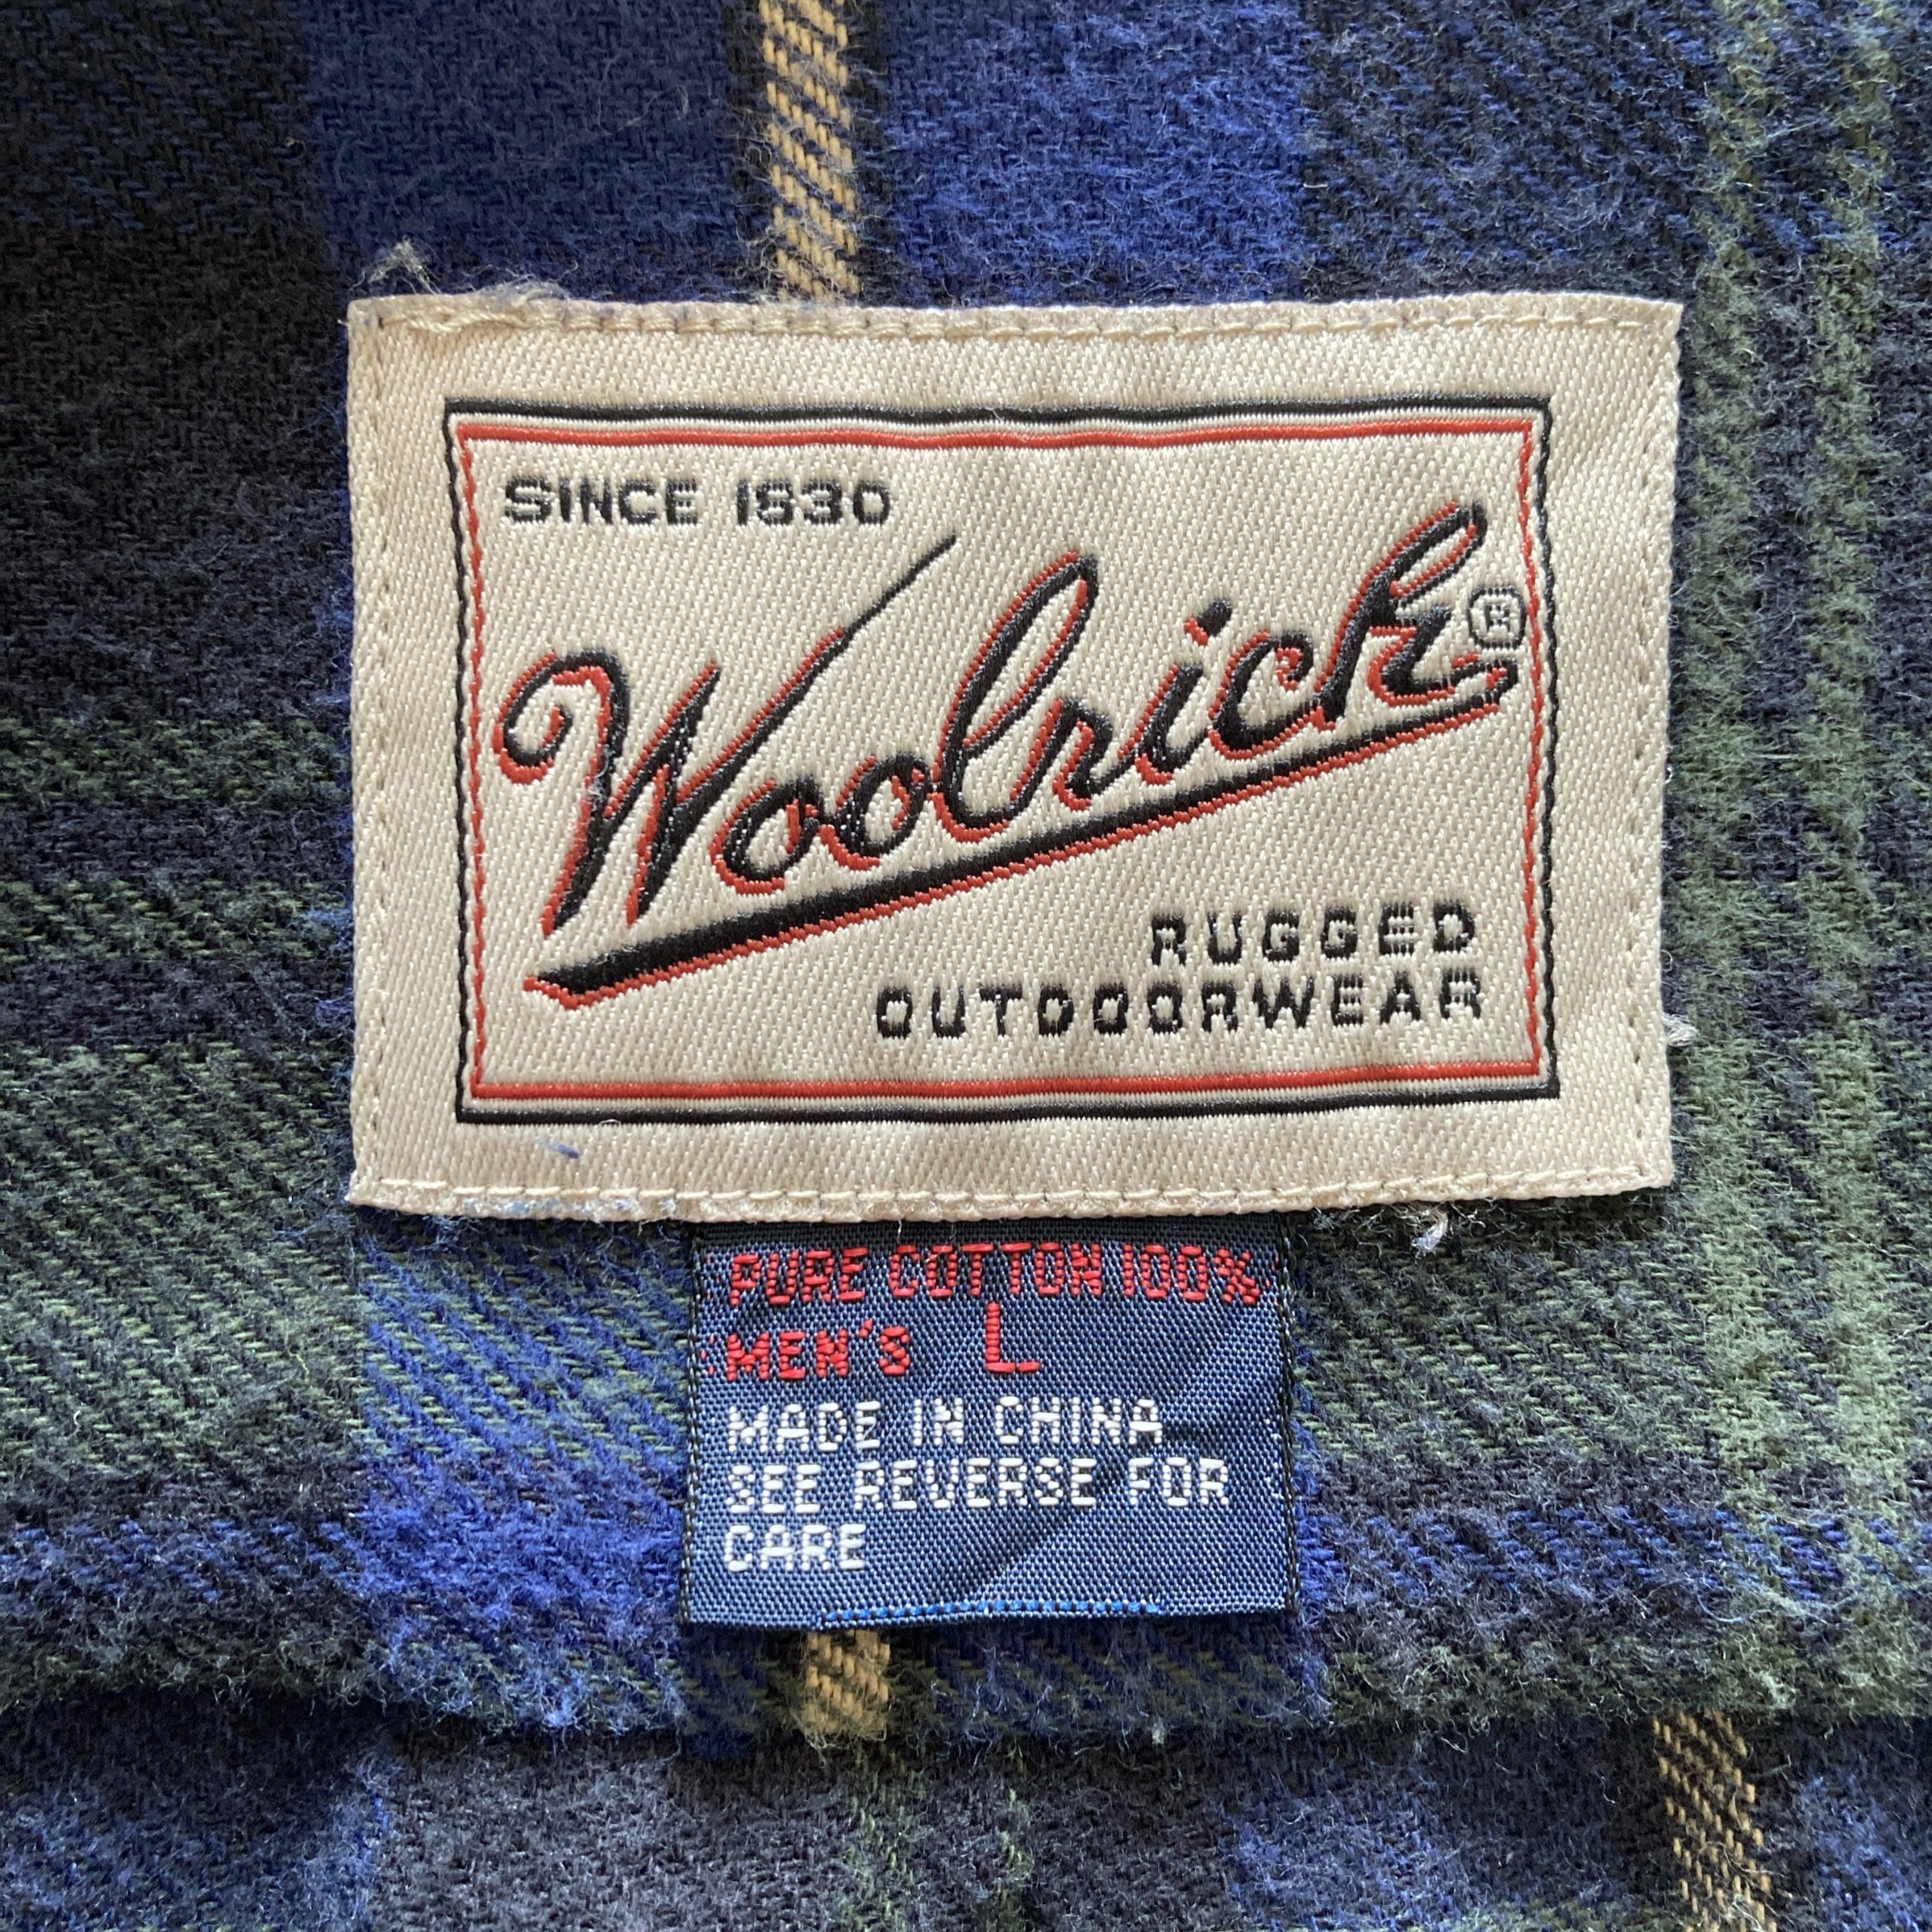 SINCE 1830
Woolrich®
RUGGED
OUTDOORWEAR
PURE COTTON 100%
MEN'S L
MADE IN CHINA
SEE REVERSE FOR
CARE